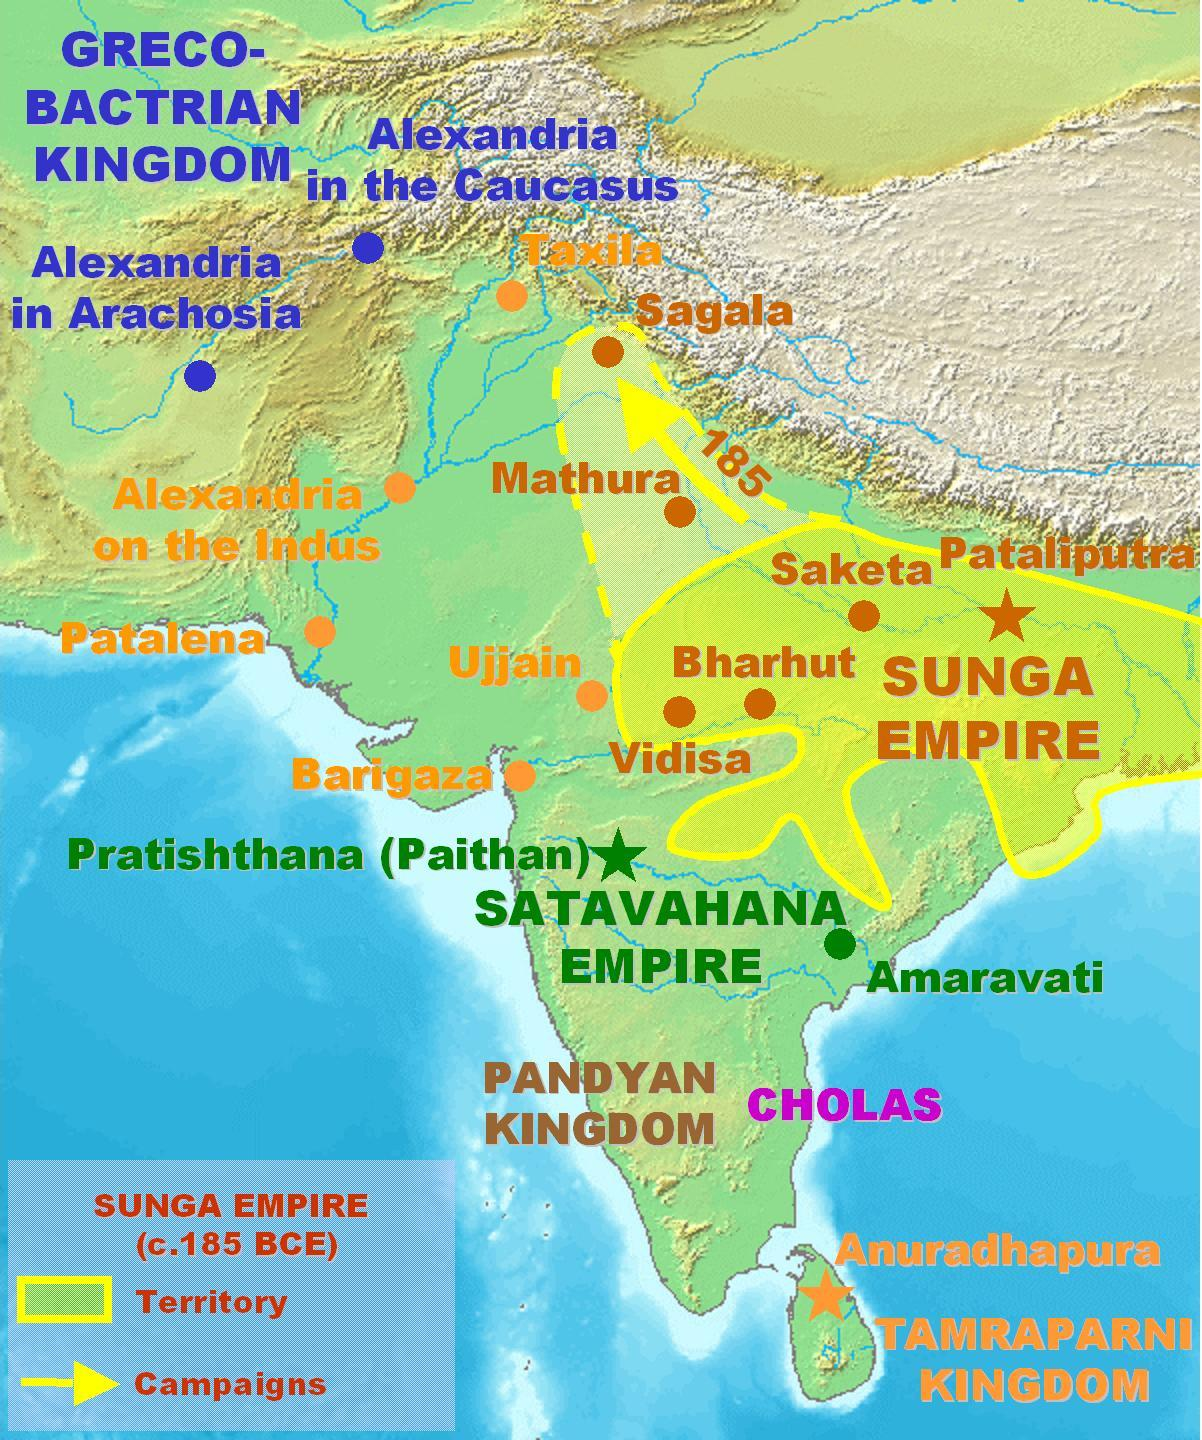 GRECO-
BACTRIAN
KINGDOM
Alexandria
in the Caucasus
Alexandria
in Arachosia
Taxila
Sagala
185
Mathura
Alexandria
on the Indus
Saketa
Pataliputra
Patalena
Ujjain
Bharhut
SUNGA
EMPIRE
Vidisa
Barigaza
Pratishthana (Paithan)
SATAVAHANA
EMPIRE
Amaravati
PANDYAN
KINGDOM
CHOLAS
Anuradhapura
TAMRAPARNI
KINGDOM
SUNGA EMPIRE
(c.185 BCE)
Territory
Campaigns